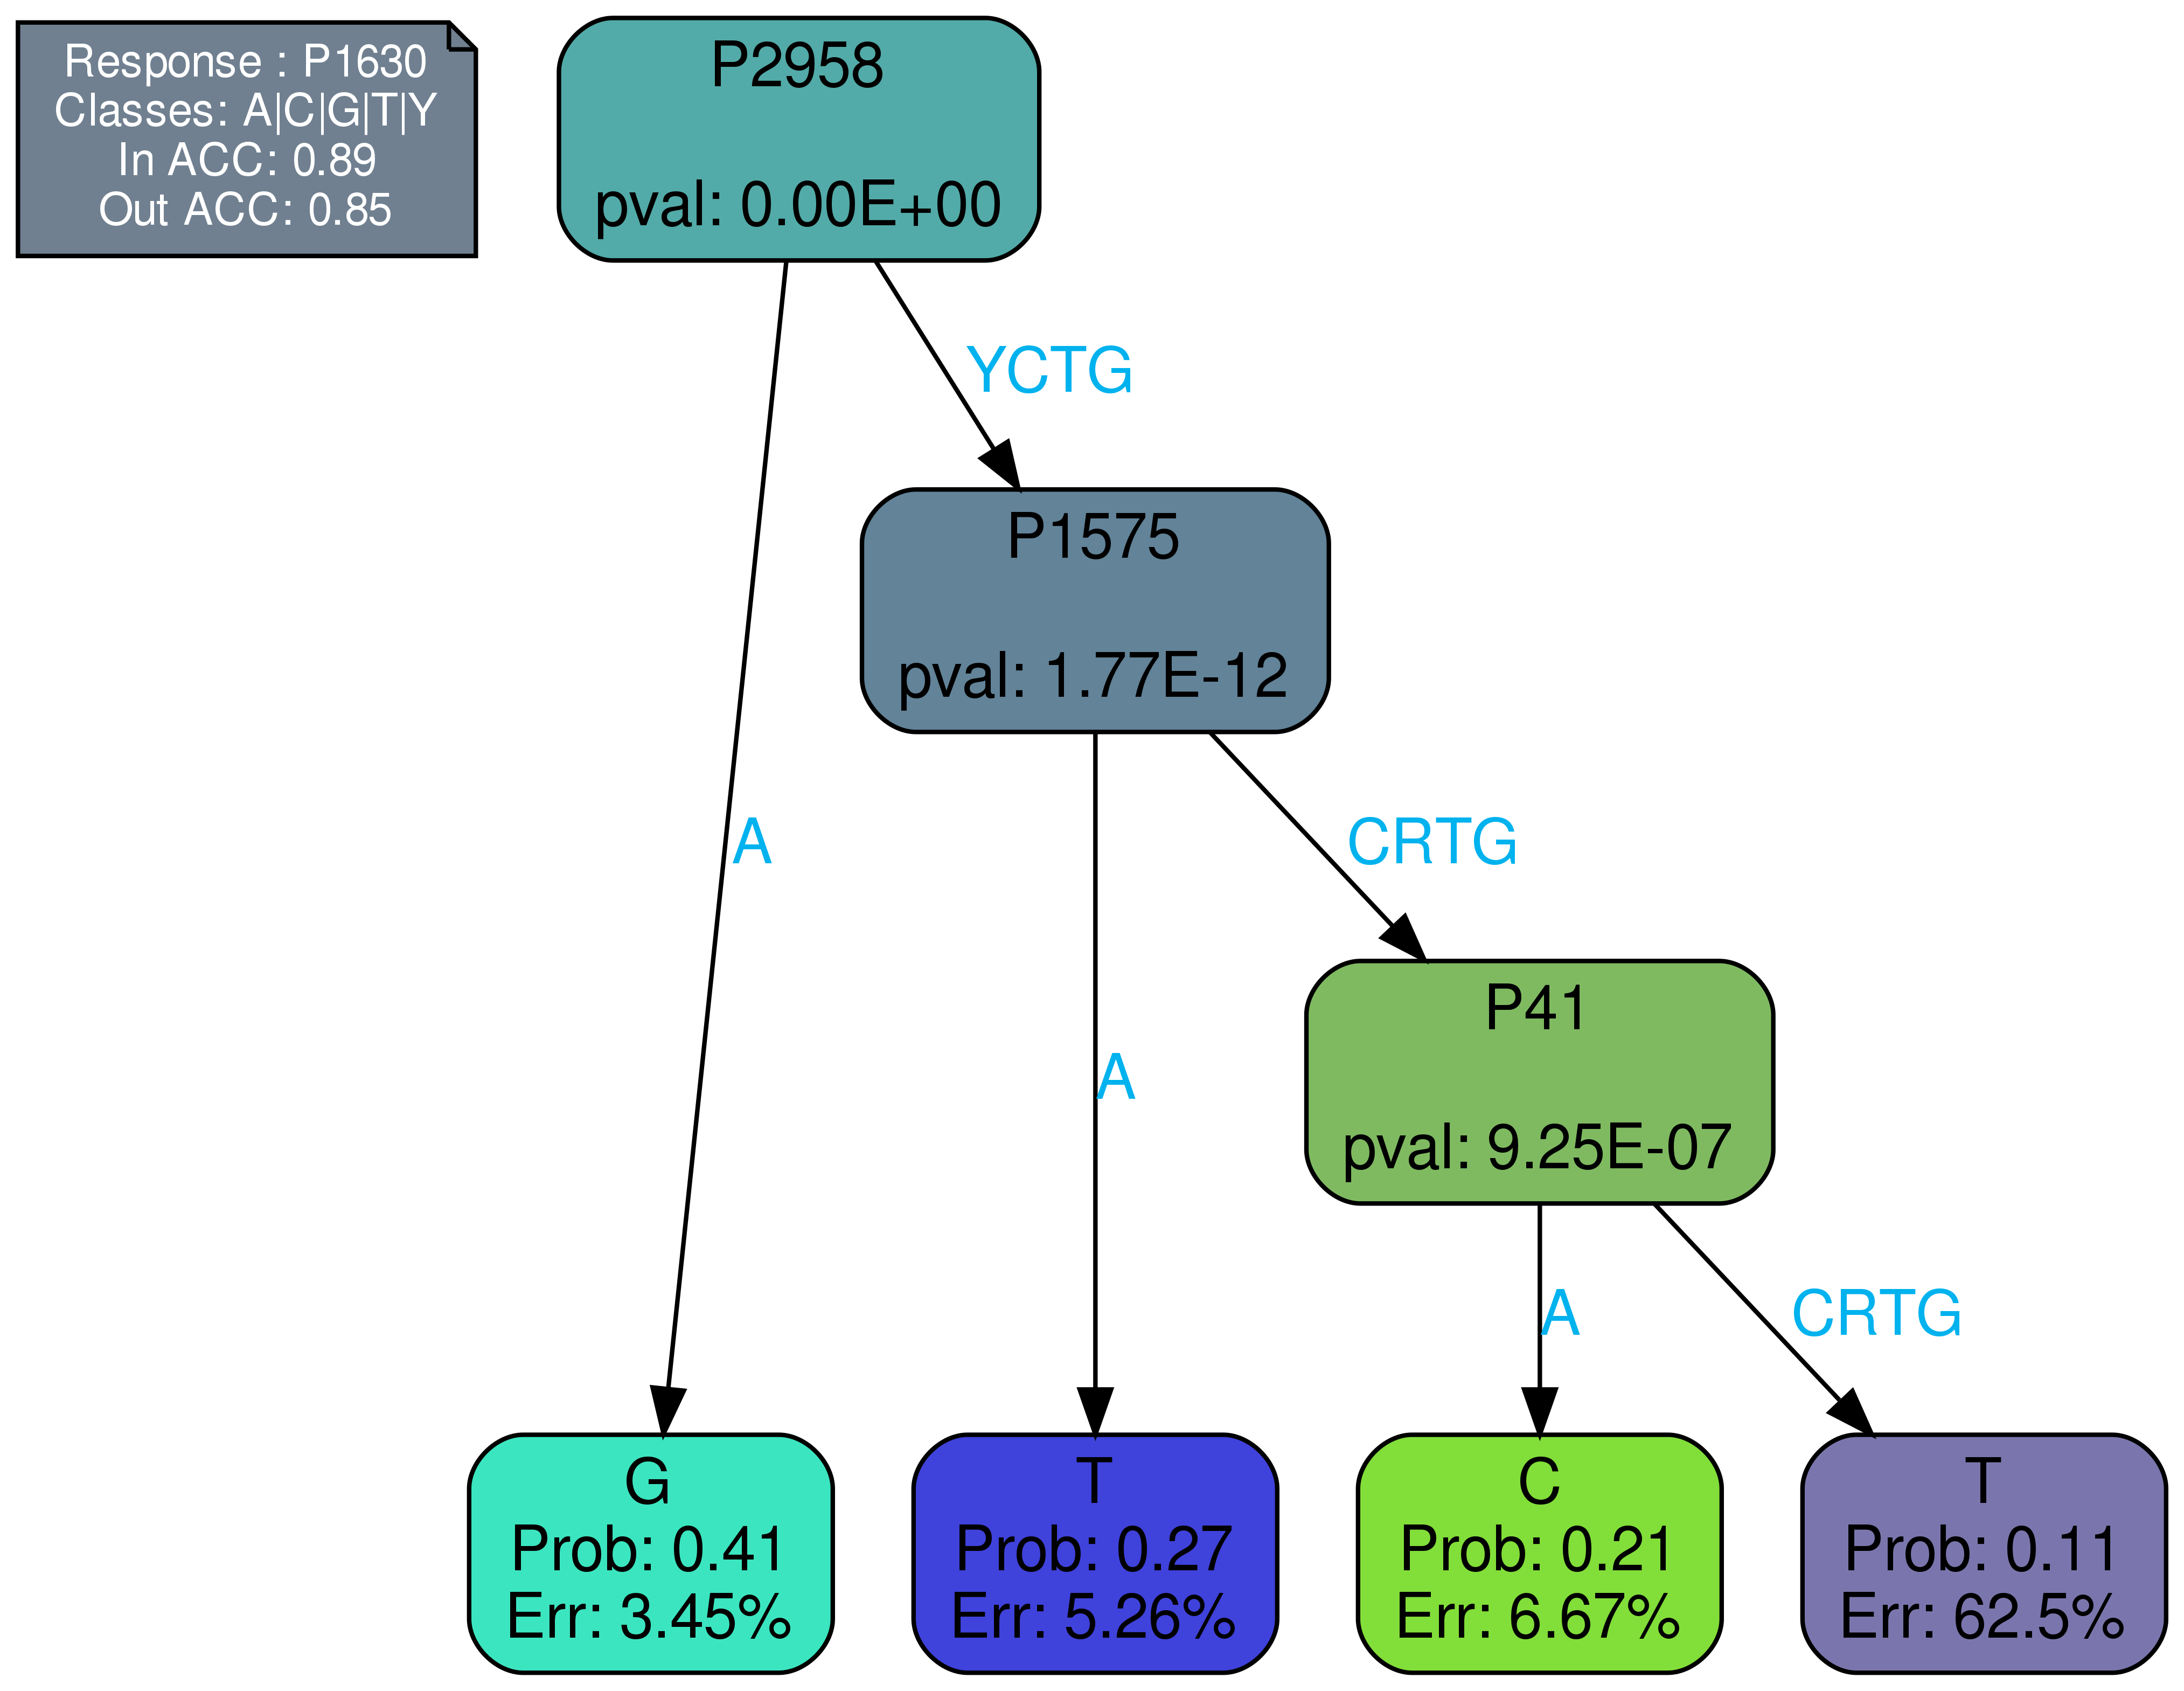 Response : P1630
Classes: A|C|G|T|Y
In ACC: 0.89
Out ACC: 0.85
P2958
pval: 0.00E+00
YCTG
P1575
pval: 1.77E-12
A
CRTG
P41
pval: 9.25E-07
A
A
CRTG
G
Prob: 0.41
Err: 3.45%
T
Prob: 0.27
Err: 5.26%
C
Prob: 0.21
Err: 6.67%
T
Prob: 0.11
Err: 62.5%